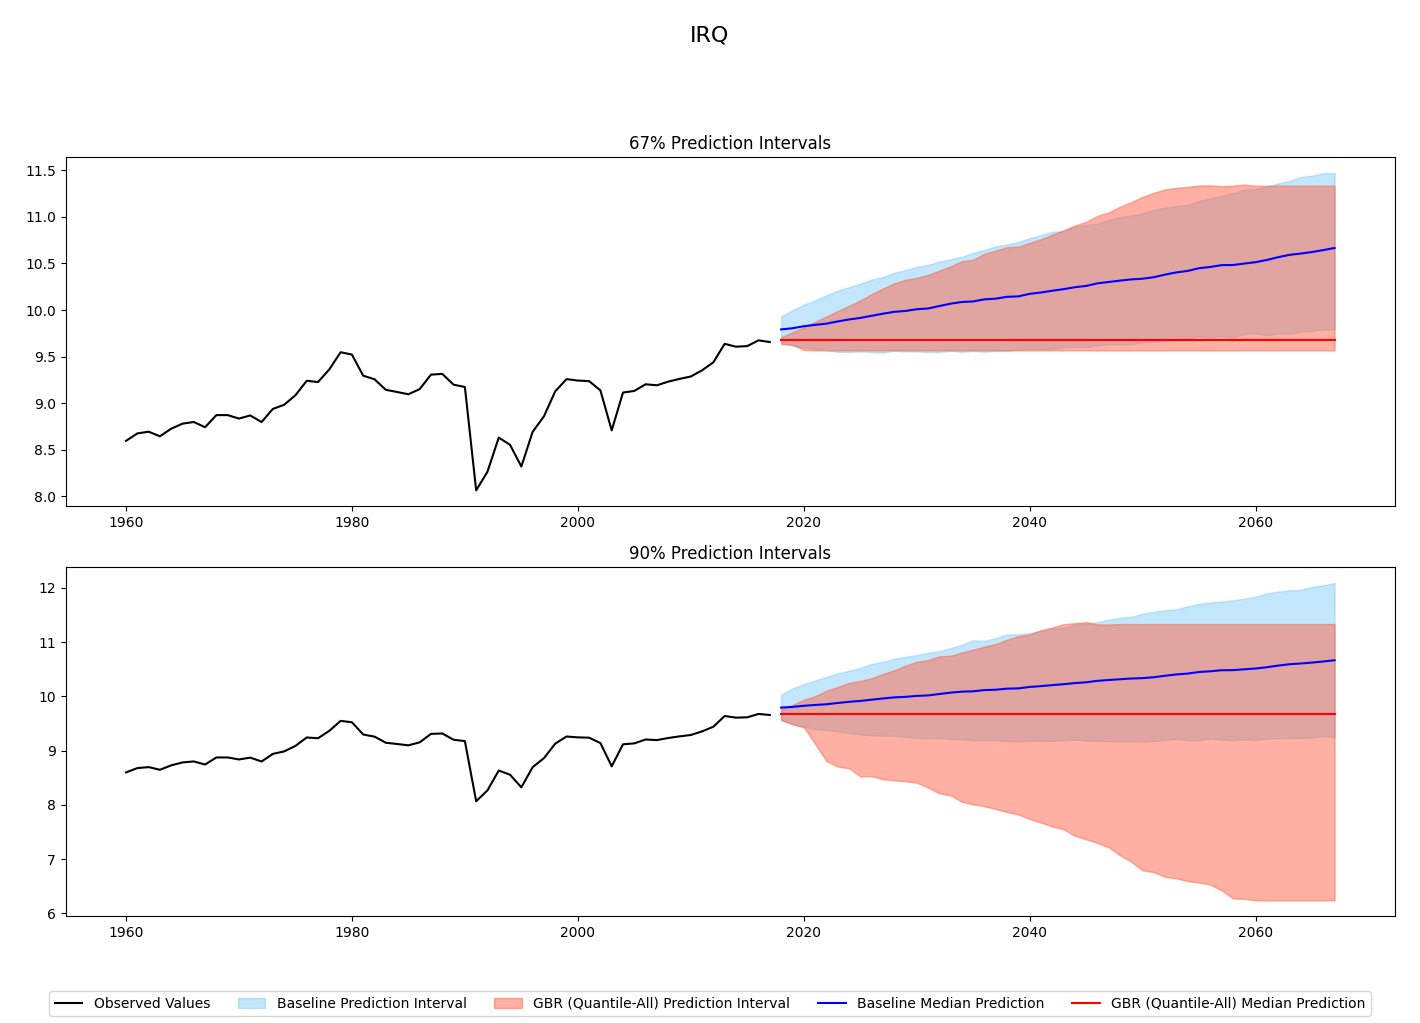 IRQ
67% Prediction Intervals
11.5
11.0
10.5
10.0
9.5
9.0
8.5
8.0
1960 1980 2000 2020 2040 2060
90% Prediction Intervals
12
11
10
9
8
7
6
1960 1980 2000 2020 2040 2060
Observed Values Baseline Prediction Interval GBR (Quantile-All) Prediction Interval Baseline Median Prediction GBR (Quantile-All) Median Prediction